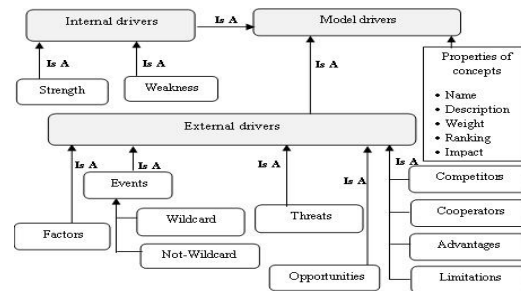 Internal drivers
Is A
Model drivers
Is A
Is A
Is A
Strength
Weakness
Properties of concepts
• Name
• Description
• Weight
• Ranking
• Impact
External drivers
Is A
Is A
Is A
Is A
Is A
Events
Competitors
Wildcard
Cooperators
Factors
Threats
Not-Wildcard
Advantages
Opportunities
Limitations